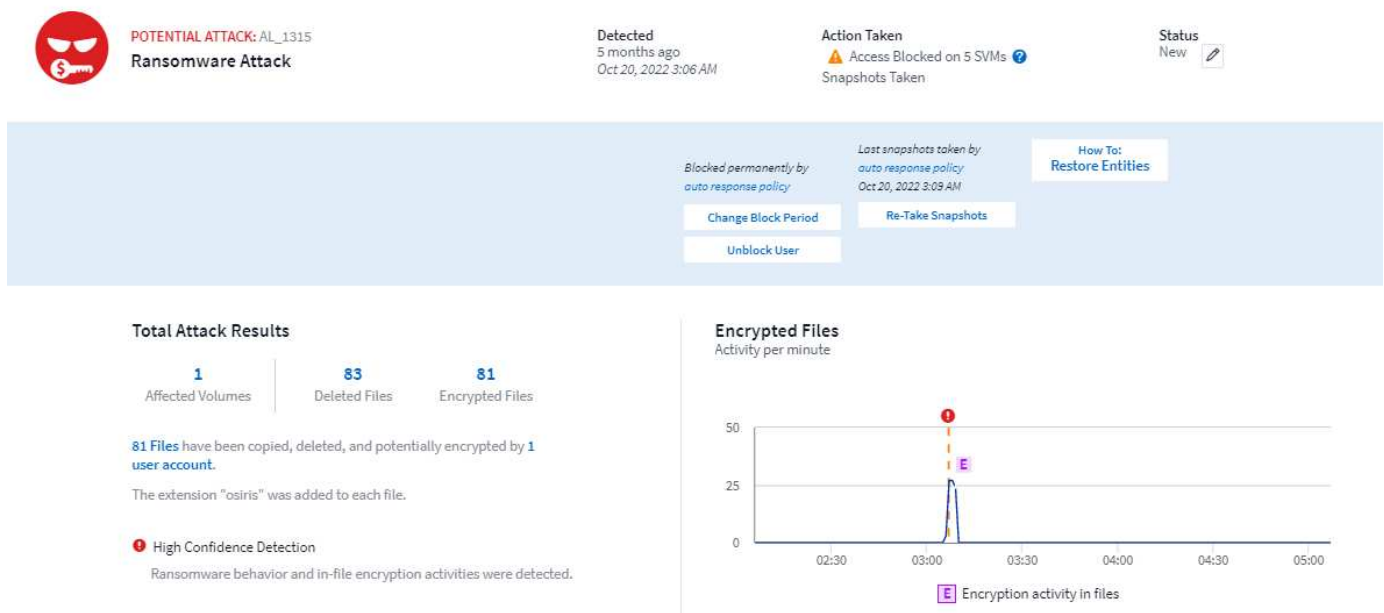 POTENTIAL ATTACK: AL_1315
Ransomware Attack
Detected
5 months ago
Oct 20, 2022 3:06 AM
Action Taken
Access Blocked on 5 SVMs ?
Snapshots Taken
Status
New
Blocked permanently by
auto response policy
Change Block Period
Unblock User
Last snapshots taken by
auto response policy
Oct 20, 2022 3:09 AM
Re-Take Snapshots
How To:
Restore Entities
Total Attack Results
1
Affected Volumes
83
Deleted Files
81
Encrypted Files
81 Files have been copied, deleted, and potentially encrypted by 1
user account.
The extension "osiris" was added to each file.
High Confidence Detection
Ransomware behavior and in-file encryption activities were detected.
Encrypted Files
Activity per minute
50
E
25
0
02:30 03:00 03:30 04:00 04:30 05:00
E Encryption activity in files